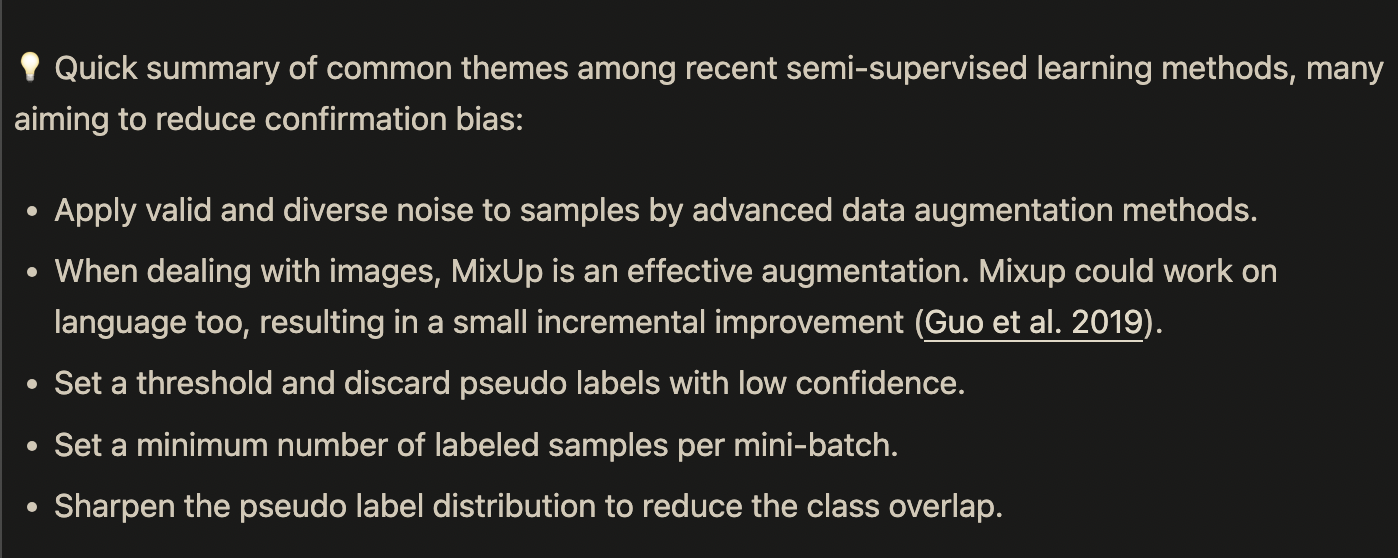 💡 Quick summary of common themes among recent semi-supervised learning methods, many
aiming to reduce confirmation bias:
• Apply valid and diverse noise to samples by advanced data augmentation methods.
• When dealing with images, MixUp is an effective augmentation. Mixup could work on
language too, resulting in a small incremental improvement (Guo et al. 2019).
• Set a threshold and discard pseudo labels with low confidence.
• Set a minimum number of labeled samples per mini-batch.
• Sharpen the pseudo label distribution to reduce the class overlap.